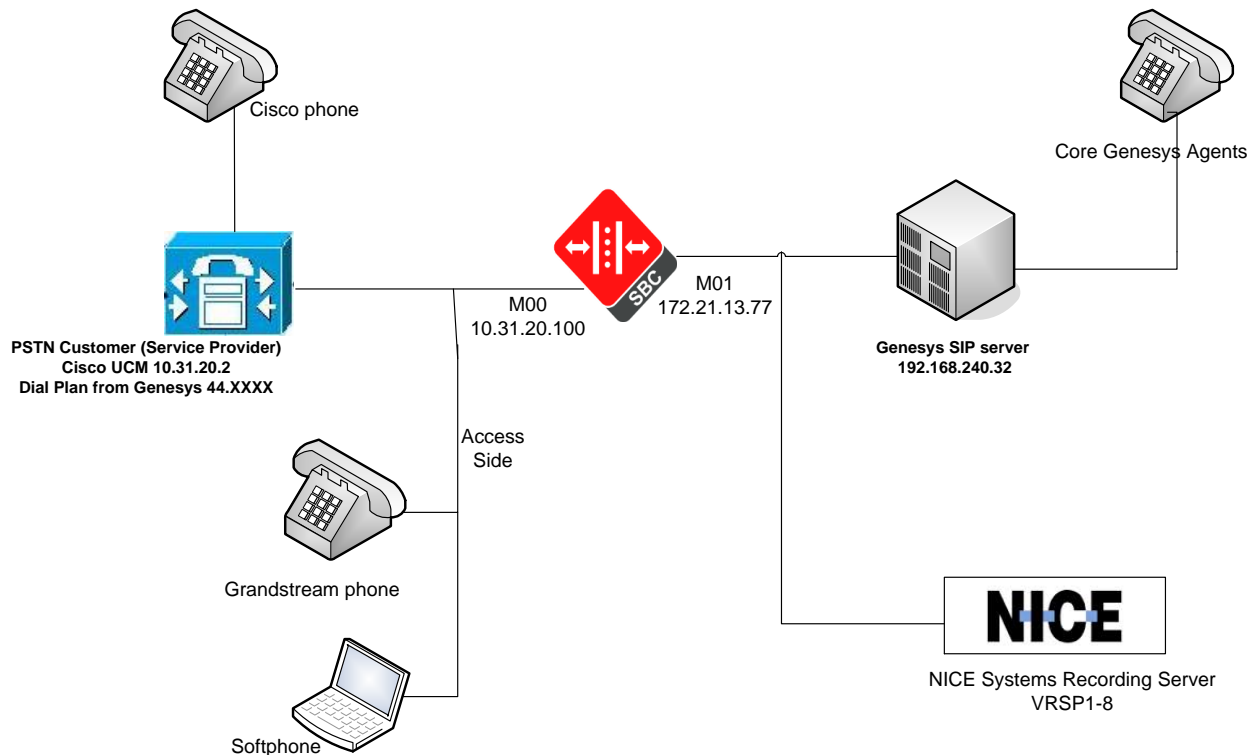 Cisco phone
Core Genesys Agents
SBC
M00
10.31.20.100
M01
172.21.13.77
PSTN Customer (Service Provider)
Cisco UCM 10.31.20.2
Dial Plan from Genesys 44.XXXX
Genesys SIP server
192.168.240.32
Access
Side
Grandstream phone
NICE
NICE Systems Recording Server
VRSP1-8
Softphone